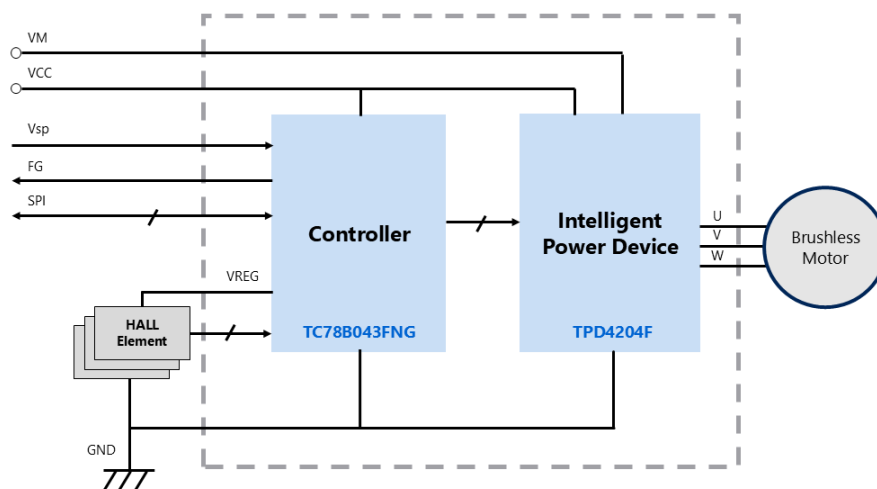 VM
VCC
Vsp
FG
SPI
Controller
Intelligent
Power Device
U
V
W
Brushless
Motor
VREG
HALL
Element
TC78B043FNG
TPD4204F
GND